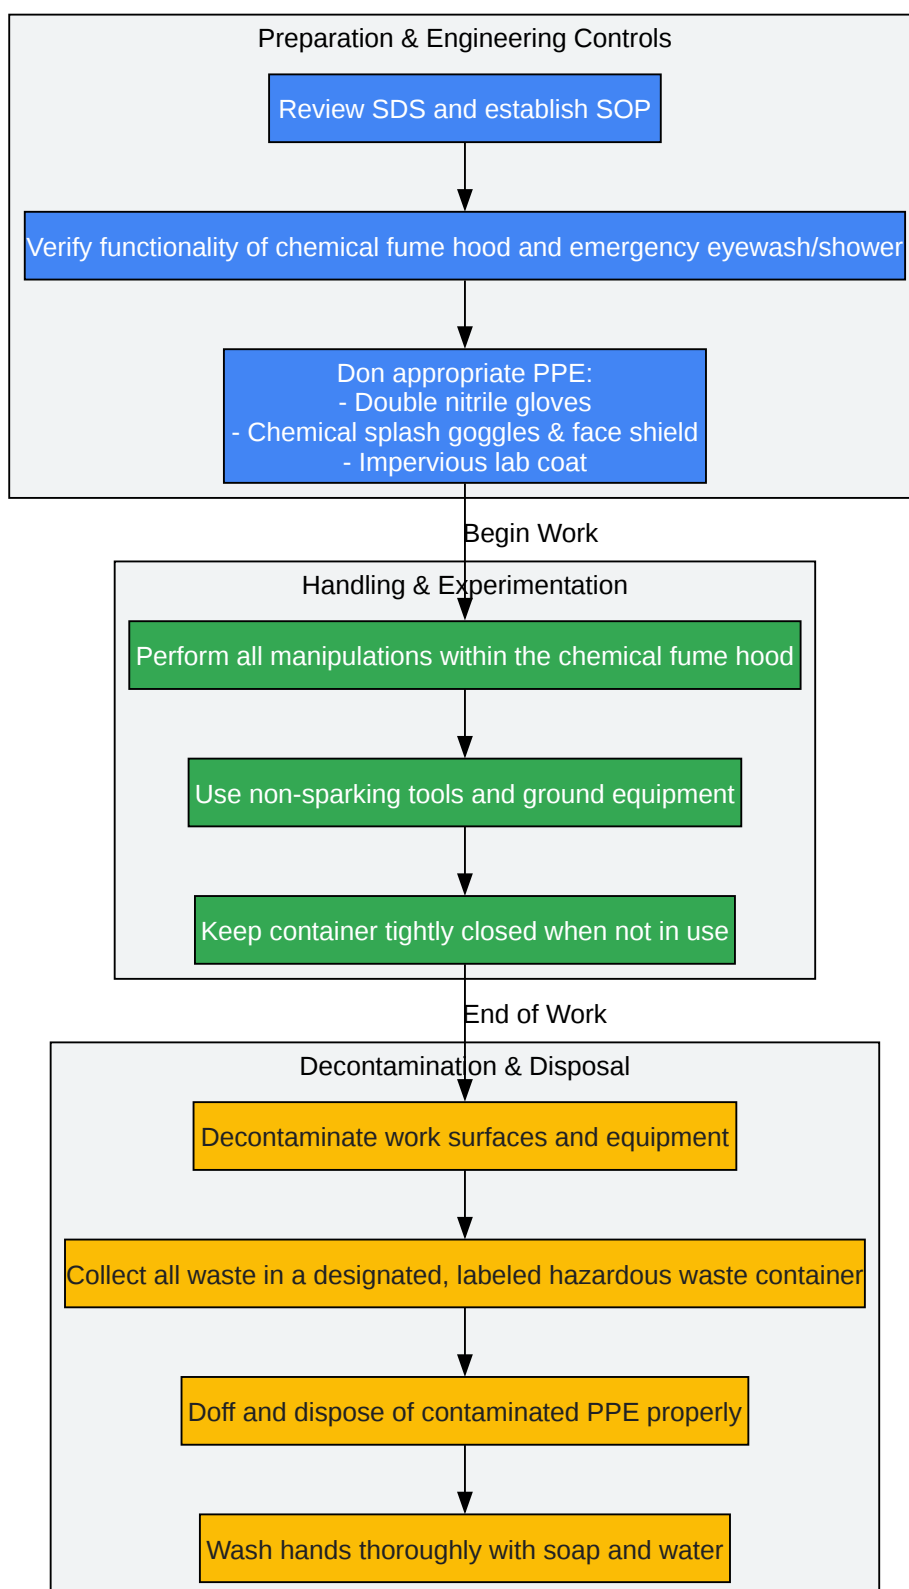 Preparation & Engineering Controls
Review SDS and establish SOP
Verify functionality of chemical fume hood and emergency eyewash/shower
Don appropriate PPE:
- Double nitrile gloves
- Chemical splash goggles & face shield
- Impervious lab coat
Begin Work
Handling & Experimentation
Perform all manipulations within the chemical fume hood
Use non-sparking tools and ground equipment
Keep container tightly closed when not in use
End of Work
Decontamination & Disposal
Decontaminate work surfaces and equipment
Collect all waste in a designated, labeled hazardous waste container
Doff and dispose of contaminated PPE properly
Wash hands thoroughly with soap and water